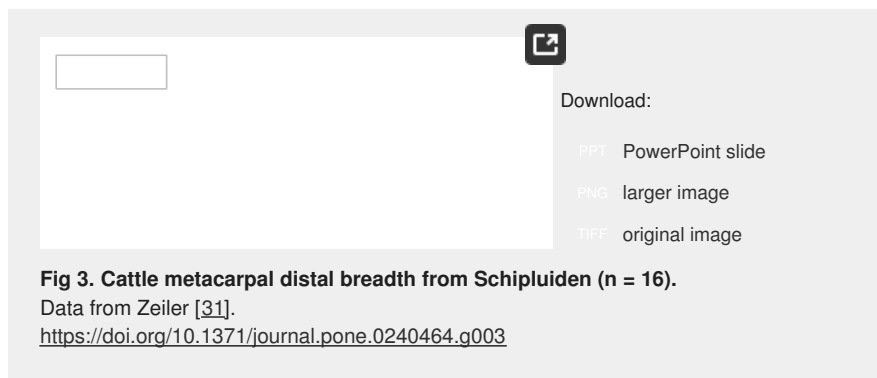 Download:
PPT PowerPoint slide
PNG larger image
TIFF original image
Fig 3. Cattle metacarpal distal breadth from Schipluiden (n = 16).
Data from Zeiler [31].
https://doi.org/10.1371/journal.pone.0240464.g003